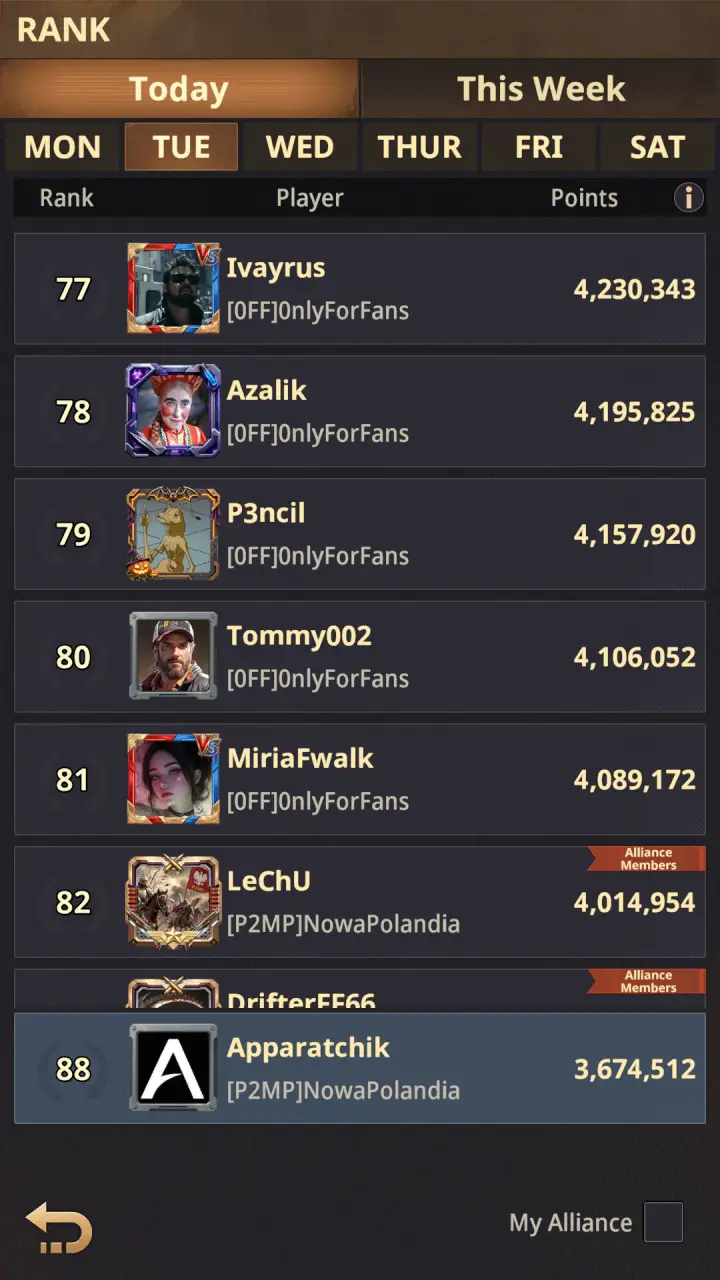 RANK
Today
This Week
MON
TUE
WED
THUR
FRI
SAT
Rank
Player
Points
77
Ivayrus
[0FF]0nlyForFans
4,230,343
78
Azalik
[0FF]0nlyForFans
4,195,825
79
P3ncil
[0FF]0nlyForFans
4,157,920
80
Tommy002
[0FF]0nlyForFans
4,106,052
81
MiriaFwalk
[0FF]0nlyForFans
4,089,172
82
LeChU
[P2MP]NowaPolandia
Alliance
Members
4,014,954
Alliance
Members
88
Apparatchik
[P2MP]NowaPolandia
3,674,512
My Alliance